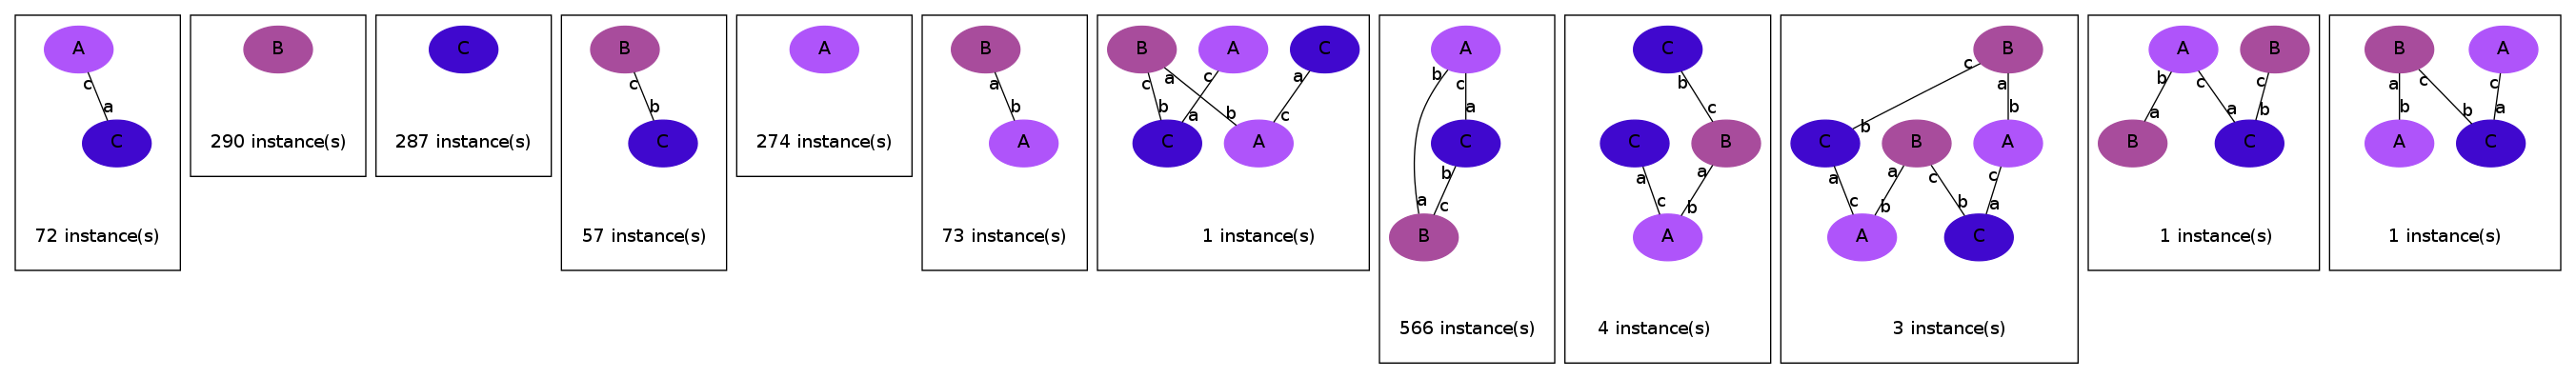 A
c
a
C
72 instance(s)
B
290 instance(s)
C
287 instance(s)
B
c
b
C
57 instance(s)
A
274 instance(s)
B
a
b
A
73 instance(s)
B A C
c a c a
b a b c
C A
1 instance(s)
A
b c
a
C
b
a c
B
566 instance(s)
C
b
c
C B
a a
c b
A
4 instance(s)
B
c a
b b
C B A
a a c c
c b b a
A C
3 instance(s)
A B
b c c
a a b
B C
1 instance(s)
B A
a c c
b b a
A C
1 instance(s)